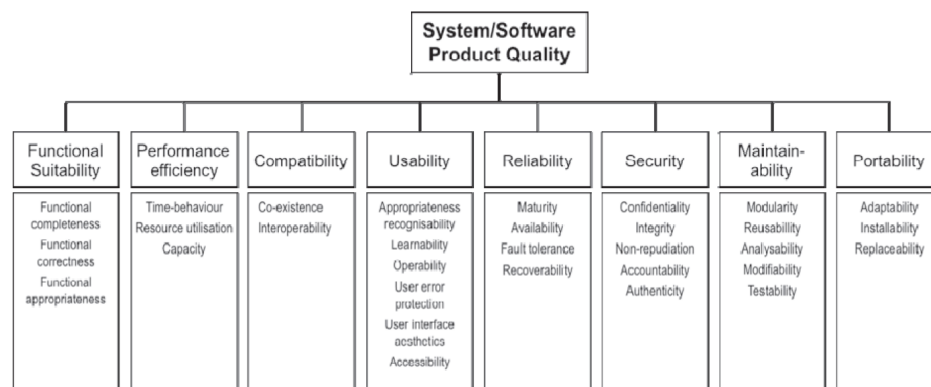 System/Software
Product Quality
Functional
Suitability
Functional
completeness
Functional
correctness
Functional
appropriateness
Performance
efficiency
Time-behaviour
Resource utilisation
Capacity
Compatibility
Co-existence
Interoperability
Usability
Appropriateness
recognisability
Learnability
Operability
User error
protection
User interface
aesthetics
Accessibility
Reliability
Maturity
Availability
Fault tolerance
Recoverability
Security
Confidentiality
Integrity
Non-repudiation
Accountability
Authenticity
Maintain-
ability
Modularity
Reusability
Analysability
Modifiability
Testability
Portability
Adaptability
Installability
Replaceability